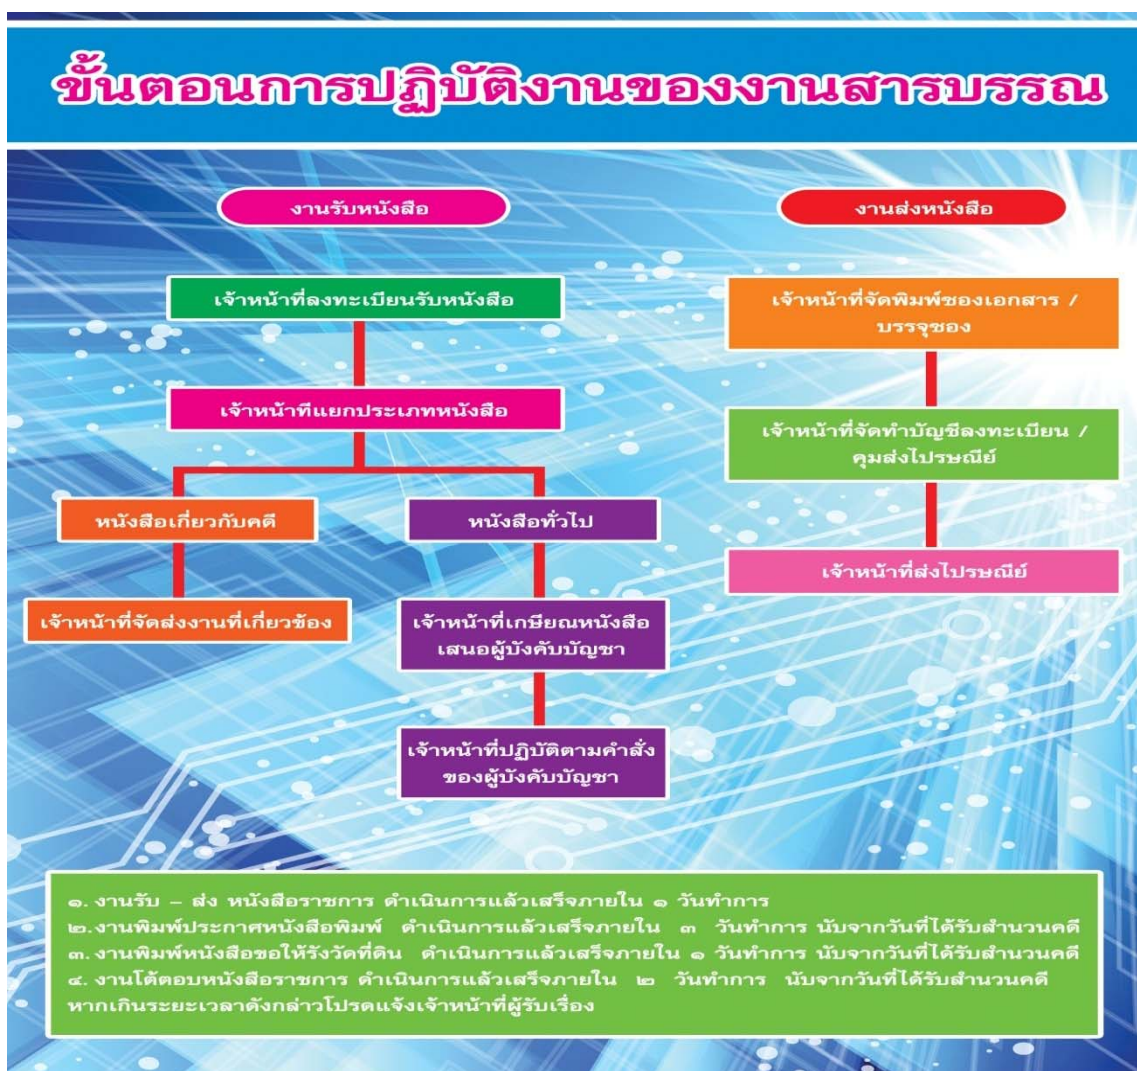 ขั้นตอนการปฏิบัติงานของงานสารบรรณ
งานรับหนังสือ
เจ้าหน้าที่ลงทะเบียนรับหนังสือ
เจ้าหน้าทีแยกประเภทหนังสือ
หนังสือเกี่ยวกับคดี
หนังสือทั่วไป
เจ้าหน้าที่จัดส่งงานที่เกี่ยวข้อง
เจ้าหน้าที่เกษียณหนังสือ
เสนอผู้บังคับบัญชา
เจ้าหน้าที่ปฏิบัติตามคำสั่ง
ของผู้บังคับบัญชา
งานส่งหนังสือ
เจ้าหน้าที่จัดพิมพ์ซองเอกสาร /
บรรจุซอง
เจ้าหน้าที่จัดทำบัญชีลงทะเบียน /
คุมส่งไปรษณีย์
เจ้าหน้าที่ส่งไปรษณีย์
๑. งานรับ – ส่ง หนังสือราชการ ดำเนินการแล้วเสร็จภายใน ๑ วันทำการ
๒.งานพิมพ์ประกาศหนังสือพิมพ์ ดำเนินการแล้วเสร็จภายใน ๓ วันทำการ นับจากวันที่ได้รับสำนวนคดี
๓.งานพิมพ์หนังสือขอให้รังวัดที่ดิน ดำเนินการแล้วเสร็จภายใน ๑ วันทำการ นับจากวันที่ได้รับสำนวนคดี
๔. งานโต้ตอบหนังสือราชการ ดำเนินการแล้วเสร็จภายใน ๒ วันทำการ นับจากวันที่ได้รับสำนวนคดี
หากเกินระยะเวลาดังกล่าวโปรดแจ้งเจ้าหน้าที่ผู้รับเรื่อง